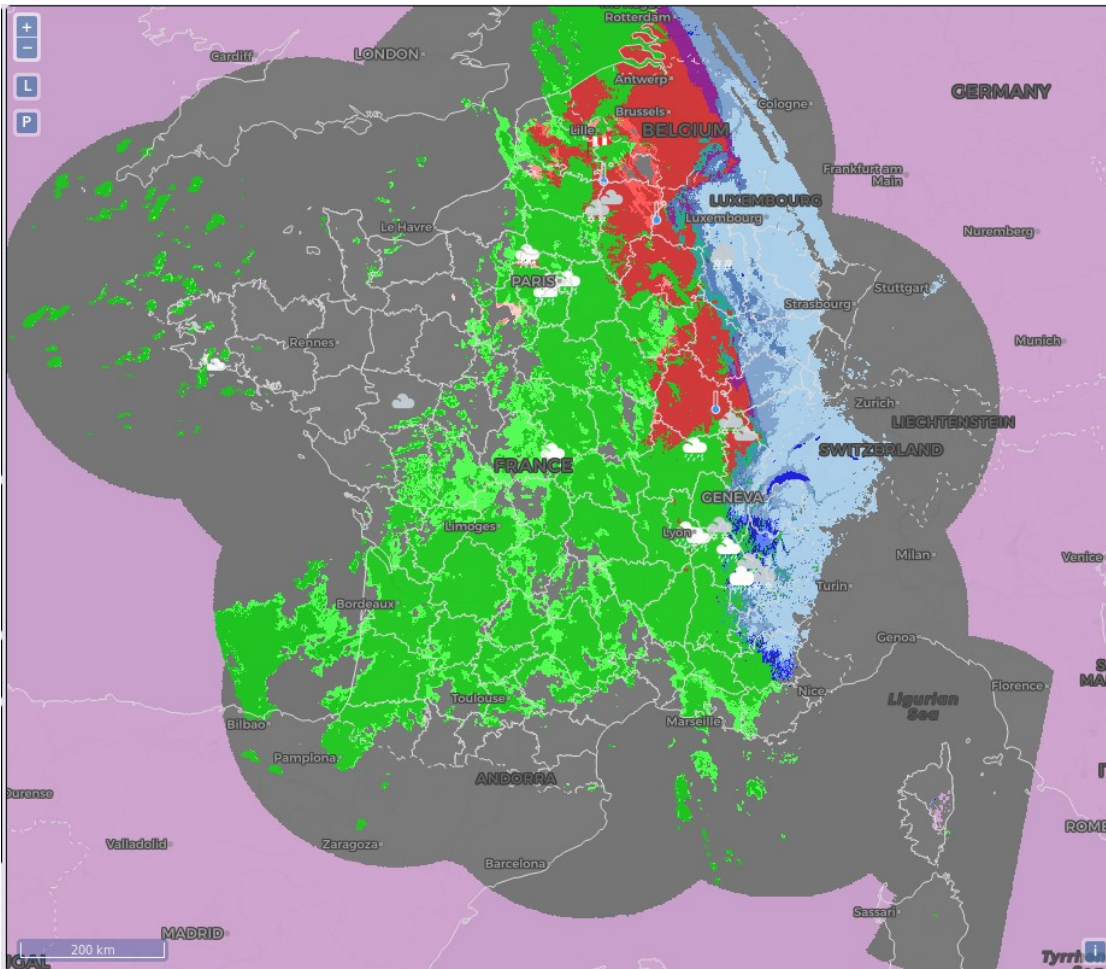 Rotterdam
+
−
Cardiff
LONDON
Antwerp
L
GERMANY
Cologne
Brussels
P
Lille
BELGIUM
Frankfurt am
Main
LUXEMBOURG
Luxembourg
Le Havre
Nuremberg
PARIS
Stuttgart
Strasbourg
Rennes
Munich
Zurich
LIECHTENSTEIN
SWITZERLAND
FRANCE
GENEVA
Limoges
Lyon
Milan
Venice
Turin
Bordeaux
Genoa
Florence
Nice
Toulouse
Ligurian
Sea
Marseille
Bilbao
Pamplona
ANDORRA
Ourense
ROME
Valladolid
Zaragoza
Barcelona
Sassari
MADRID
200 km
i